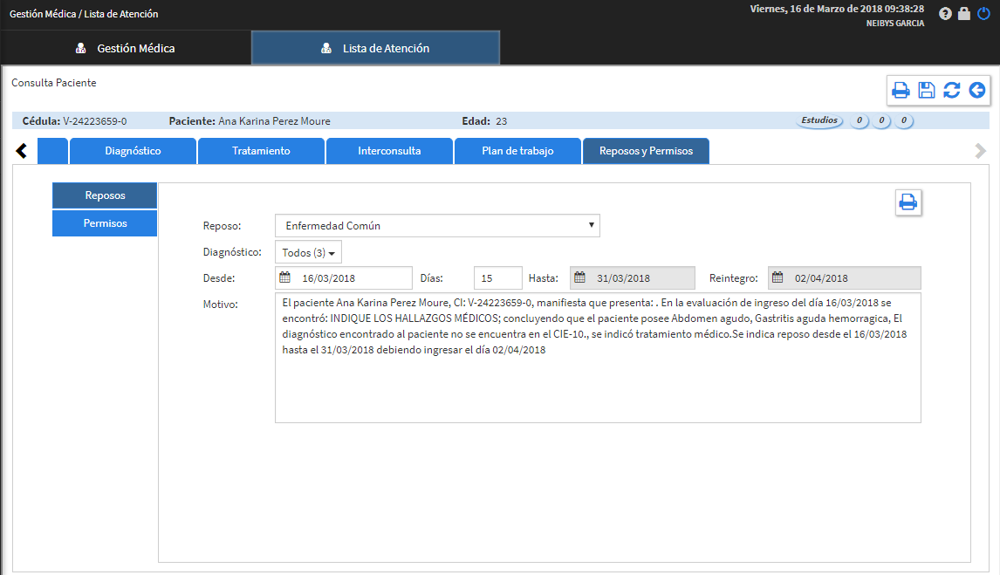 Gestión Médica / Lista de Atención
Viernes, 16 de Marzo de 2018 09:38:28
NEIBYS GARCIA
Gestión Médica
Lista de Atención
Consulta Paciente
Cédula: V-24223659-0 Paciente: Ana Karina Perez Moure Edad: 23 Estudios 0 0 0
Diagnóstico Tratamiento Interconsulta Plan de trabajo Reposos y Permisos
Reposos
Permisos
Reposo: Enfermedad Común
Diagnóstico: Todos (3)
Desde: 16/03/2018 Días: 15 Hasta: 31/03/2018 Reintegro: 02/04/2018
Motivo:
El paciente Ana Karina Perez Moure, CI: V-24223659-0, manifiesta que presenta: . En la evaluación de ingreso del día 16/03/2018 se
encontró: INDIQUE LOS HALLAZGOS MÉDICOS; concluyendo que el paciente posee Abdomen agudo, Gastritis aguda hemorragica, El
diagnóstico encontrado al paciente no se encuentra en el CIE-10., se indicó tratamiento médico.Se indica reposo desde el 16/03/2018
hasta el 31/03/2018 debiendo ingresar el día 02/04/2018